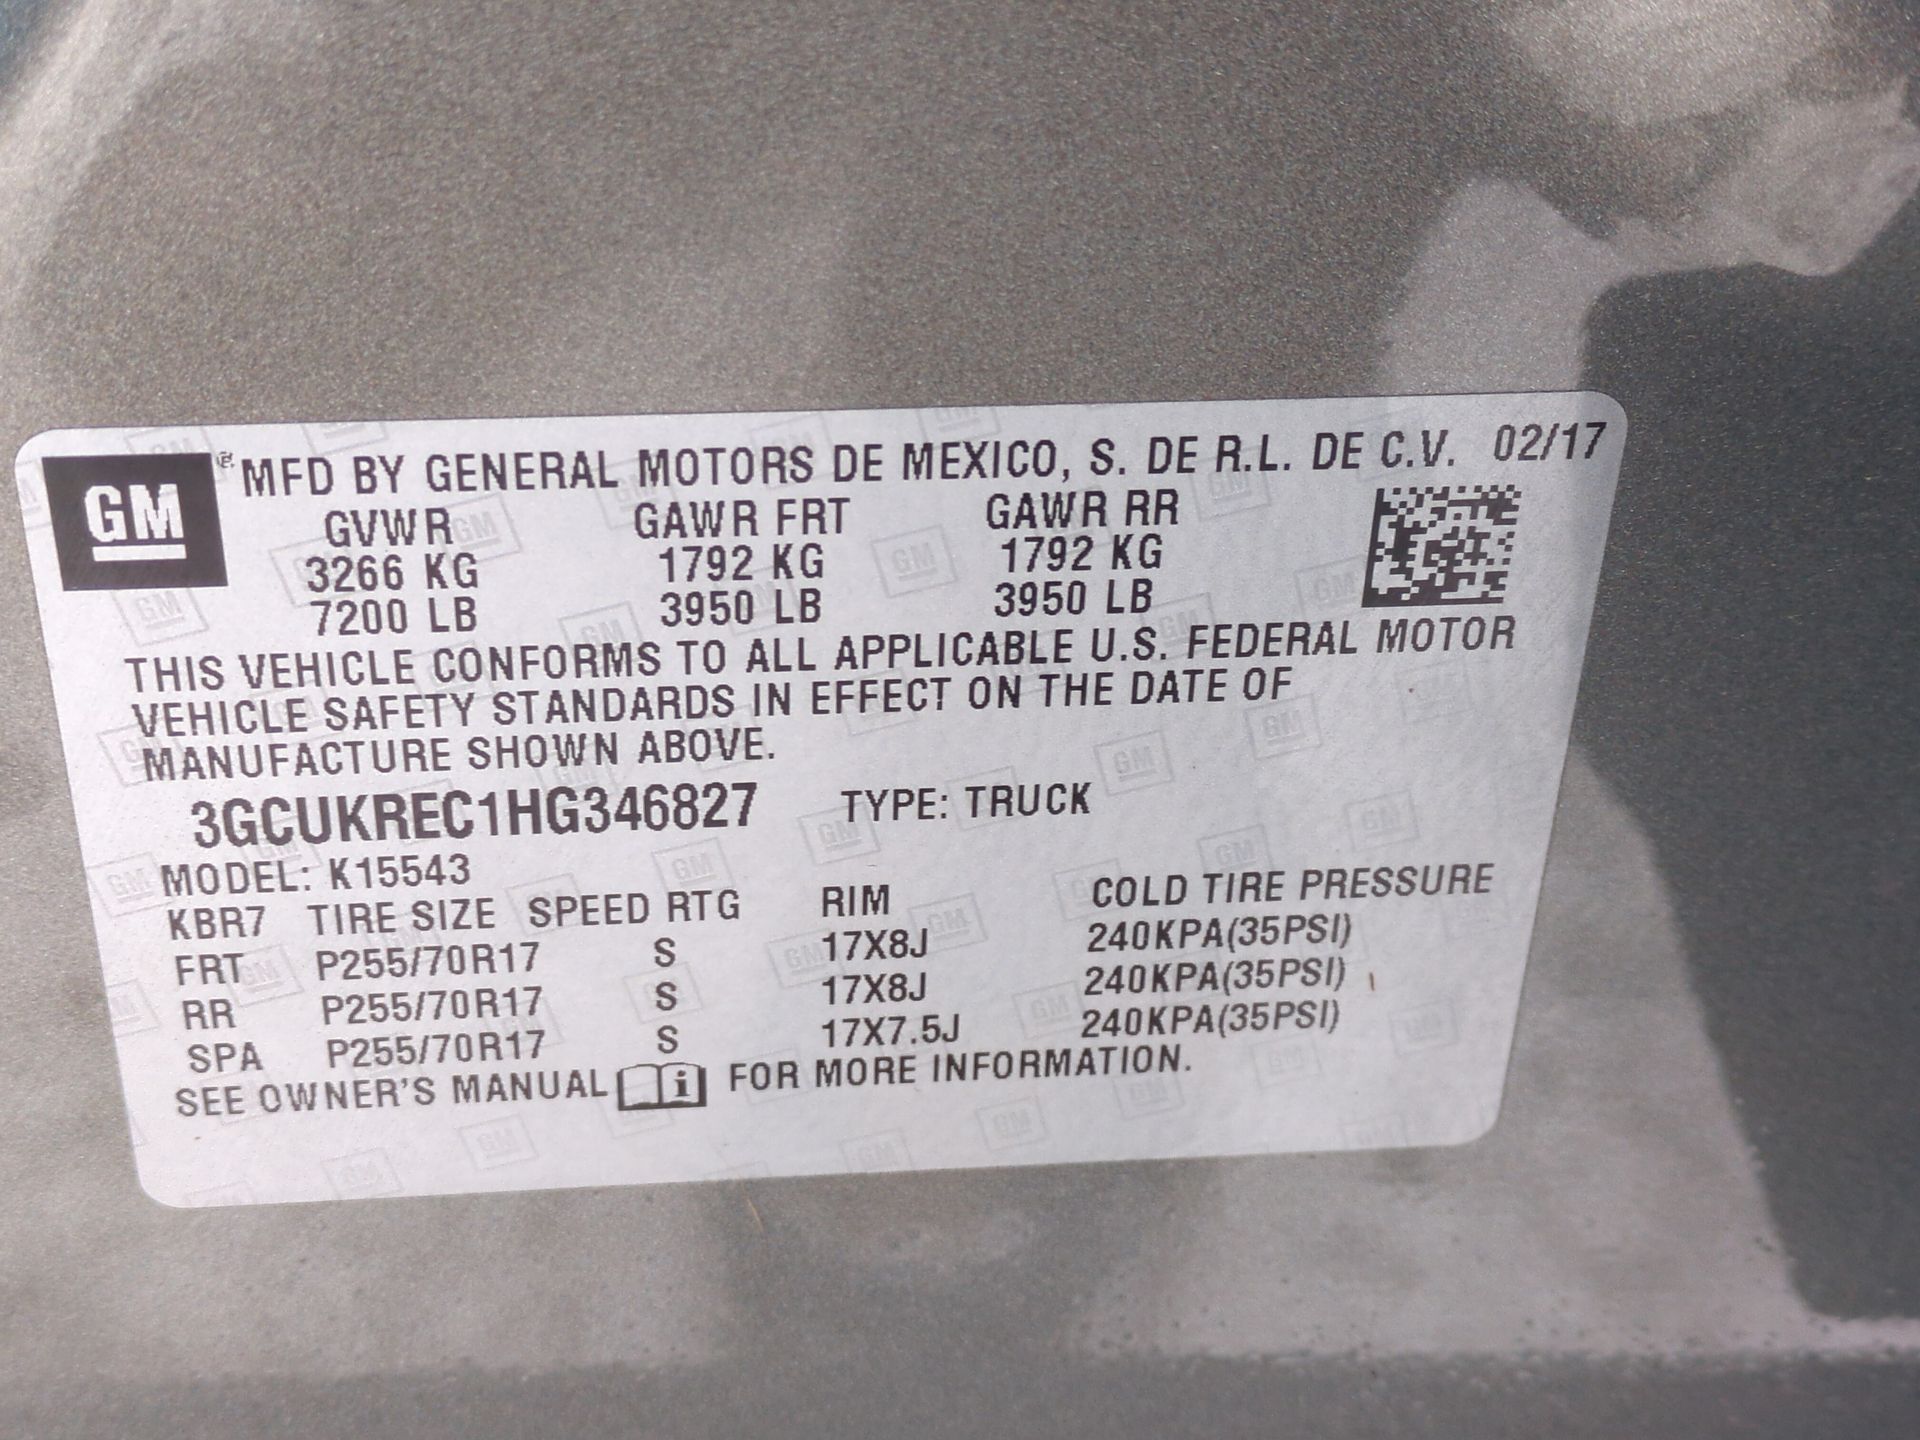 GM ® MFD BY GENERAL MOTORS DE MEXICO, S. DE R.L. DE C.V. 02/17
GVWR GAWR FRT GAWR RR
3266 KG 1792 KG 1792 KG
7200 LB 3950 LB 3950 LB
THIS VEHICLE CONFORMS TO ALL APPLICABLE U.S. FEDERAL MOTOR
VEHICLE SAFETY STANDARDS IN EFFECT ON THE DATE OF
MANUFACTURE SHOWN ABOVE.
3GCUKREC1HG346827 TYPE: TRUCK
MODEL: K15543
KBR7 TIRE SIZE SPEED RTG RIM COLD TIRE PRESSURE
FRT P255/70R17 S 17X8J 240KPA(35PSI)
RR P255/70R17 S 17X8J 240KPA(35PSI)
SPA P255/70R17 S 17X7.5J 240KPA(35PSI)
SEE OWNER'S MANUAL i FOR MORE INFORMATION.